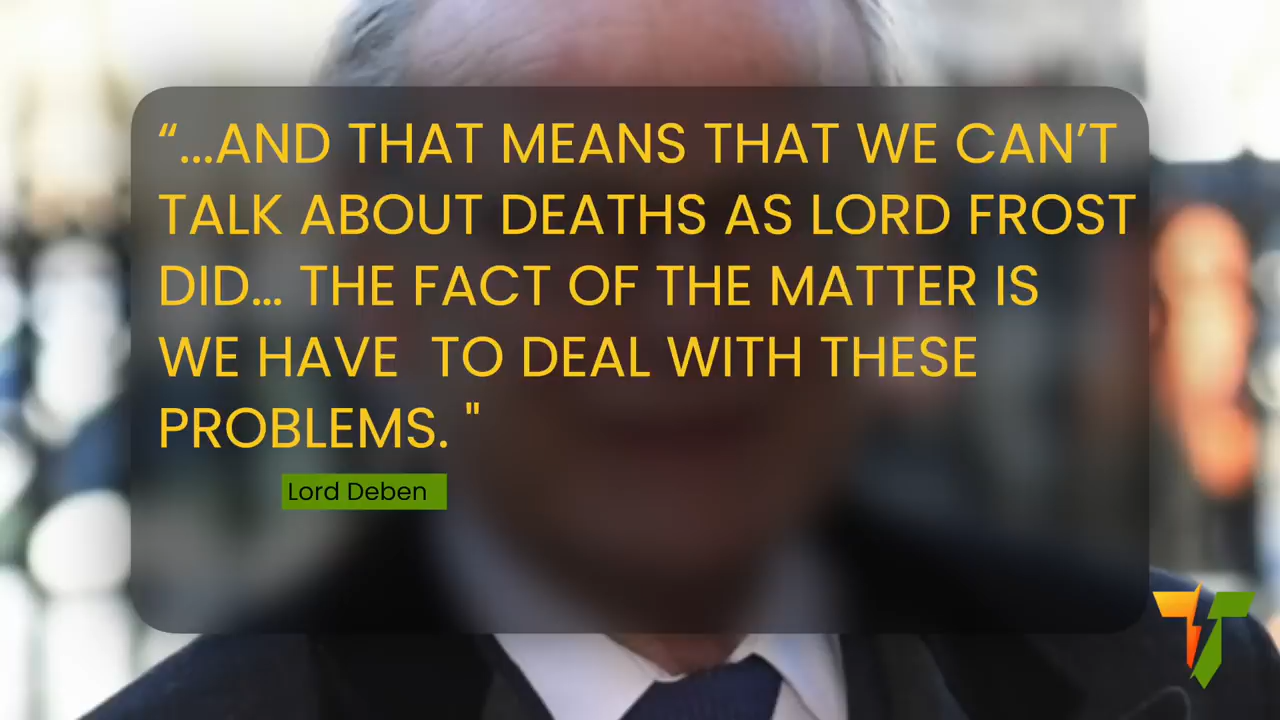 “...AND THAT MEANS THAT WE CAN’T
TALK ABOUT DEATHS AS LORD FROST
DID... THE FACT OF THE MATTER IS
WE HAVE  TO DEAL WITH THESE
PROBLEMS. "
Lord Deben